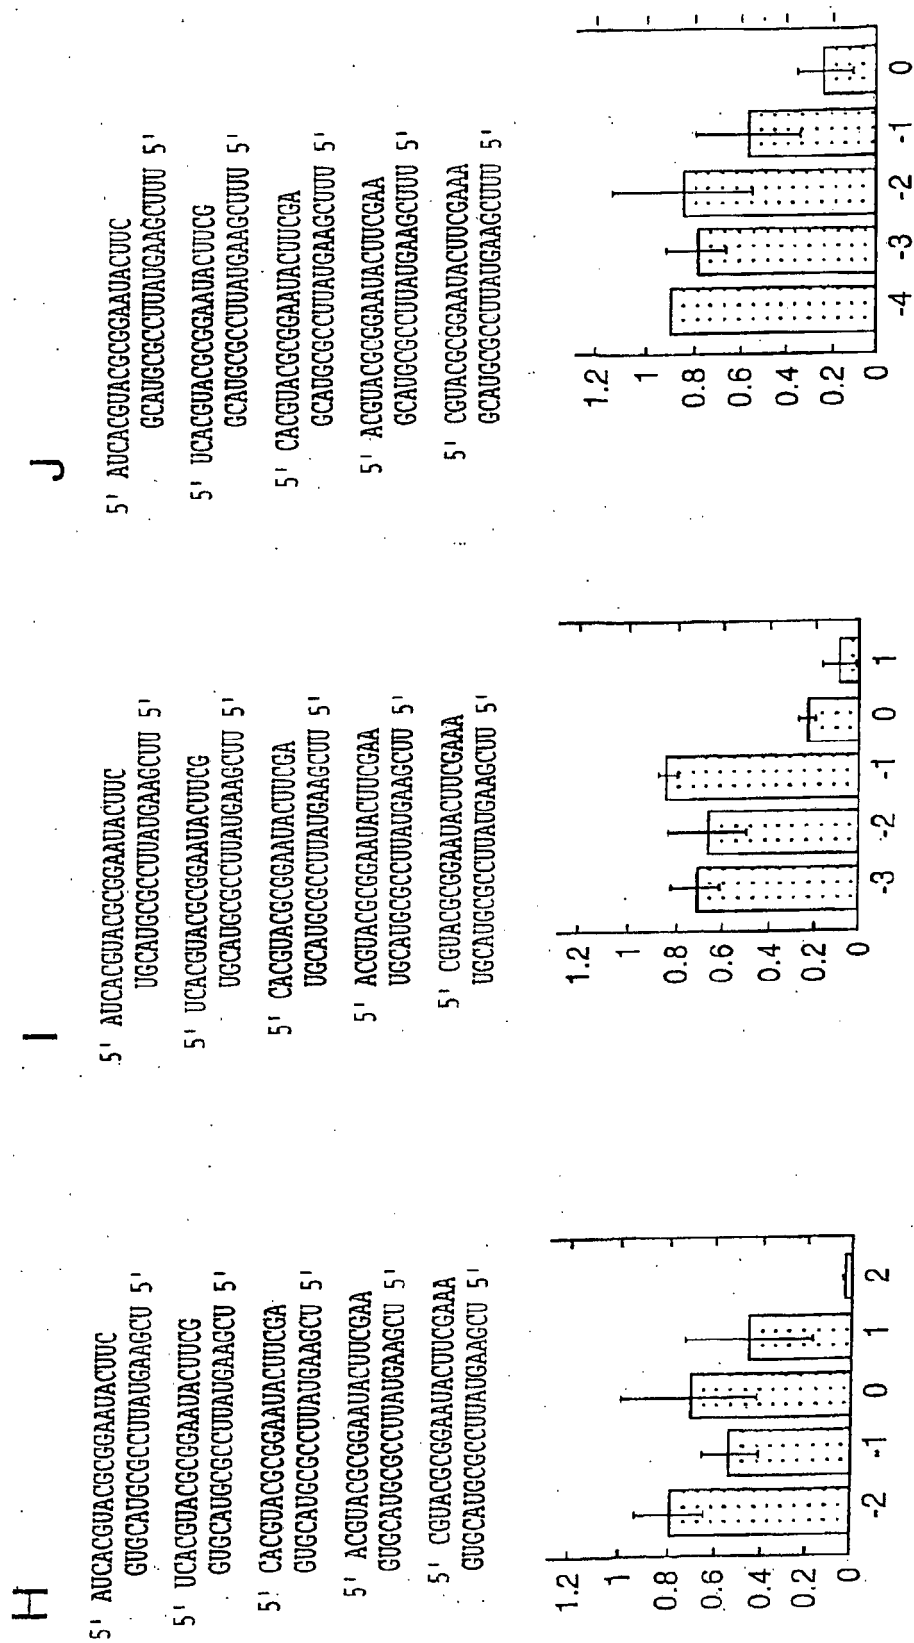 H
5' AUCACGUACGCGGAAUACUUC
GUGCAUGCGCCUUAUGAAGCU 5'
5' UCACGUACGCGGAAUACUUCG
GUGCAUGCGCCUUAUGAAGCU 5'
5' CACGUACGCGGAAUACUUCGA
GUGCAUGCGCCUUAUGAAGCU 5'
5' ACGUACGCGGAAUACUUCGAA
GUGCAUGCGCCUUAUGAAGCU 5'
5' CGUACGCGGAAUACUUCGAAA
GUGCAUGCGCCUUAUGAAGCU 5'
1.2
1
0.8
0.6
0.4
0.2
0
-2 -1 0 1 2
I
5' AUCACGUACGCGGAAUACUUC
UGCAUGCGCCUUAUGAAGCUU 5'
5' UCACGUACGCGGAAUACUUCG
UGCAUGCGCCUUAUGAAGCUU 5'
5' CACGUACGCGGAAUACUUCGA
UGCAUGCGCCUUAUGAAGCUU 5'
5' ACGUACGCGGAAUACUUCGAA
UGCAUGCGCCUUAUGAAGCUU 5'
5' CGUACGCGGAAUACUUCGAAA
UGCAUGCGCCUUAUGAAGCUU 5'
1.2
1
0.8
0.6
0.4
0.2
0
-3 -2 -1 0 1
J
5' AUCACGUACGCGGAAUACUUC
GCAUGCGCCUUAUGAAGCUUU 5'
5' UCACGUACGCGGAAUACUUCG
GCAUGCGCCUUAUGAAGCUUU 5'
5' CACGUACGCGGAAUACUUCGA
GCAUGCGCCUUAUGAAGCUUU 5'
5' ACGUACGCGGAAUACUUCGAA
GCAUGCGCCUUAUGAAGCUUU 5'
5' CGUACGCGGAAUACUUCGAAA
GCAUGCGCCUUAUGAAGCUUU 5'
1.2
1
0.8
0.6
0.4
0.2
0
-4 -3 -2 -1 0